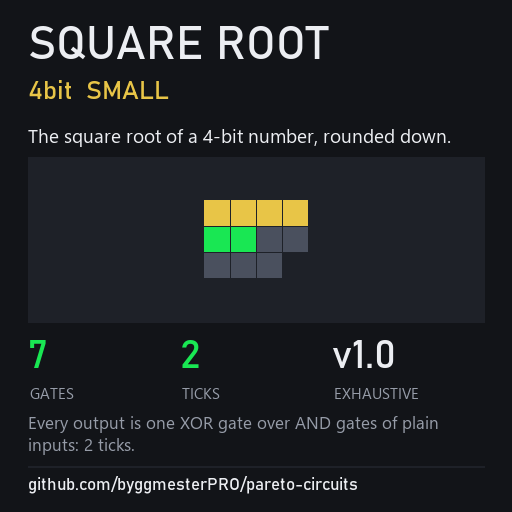 SQUARE ROOT
4bit SMALL
The square root of a 4-bit number, rounded down.
7 2 v1.0
GATES TICKS EXHAUSTIVE
Every output is one XOR gate over AND gates of plain
inputs: 2 ticks.
github.com/byggmesterPRO/pareto-circuits